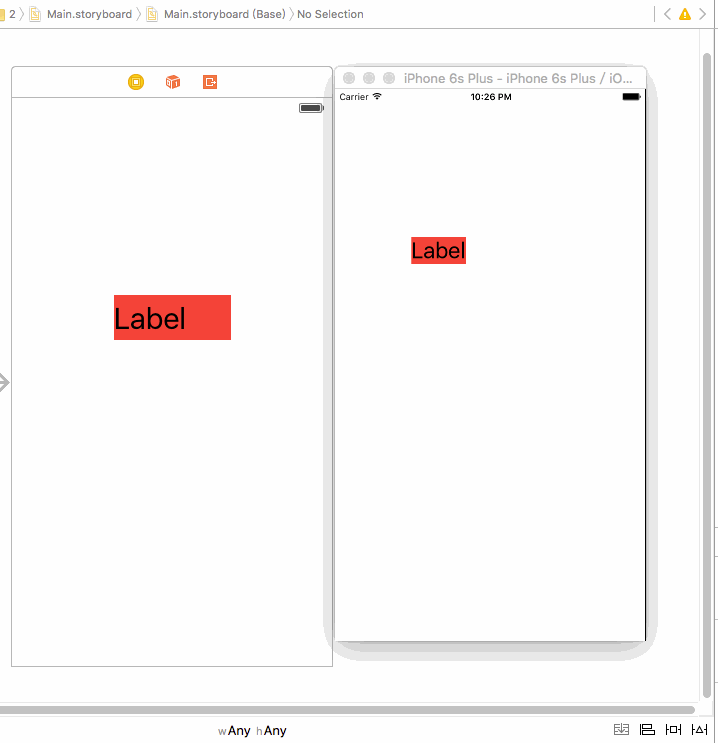 2 〉 Main.storyboard 〉 Main.storyboard (Base) 〉 No Selection
iPhone 6s Plus - iPhone 6s Plus / iO...
Carrier 10:26 PM
Label
Label
wAny hAny